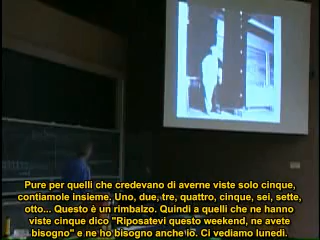 Pure per quelli che credevano di averne viste solo cinque,
contiamole insieme. Uno, due, tre, quattro, cinque, sei, sette,
otto... Questo è un rimbalzo. Quindi a quelli che ne hanno
viste cinque dico "Riposatevi questo weekend, ne avete
bisogno" e ne ho bisogno anche io. Ci vediamo lunedì.